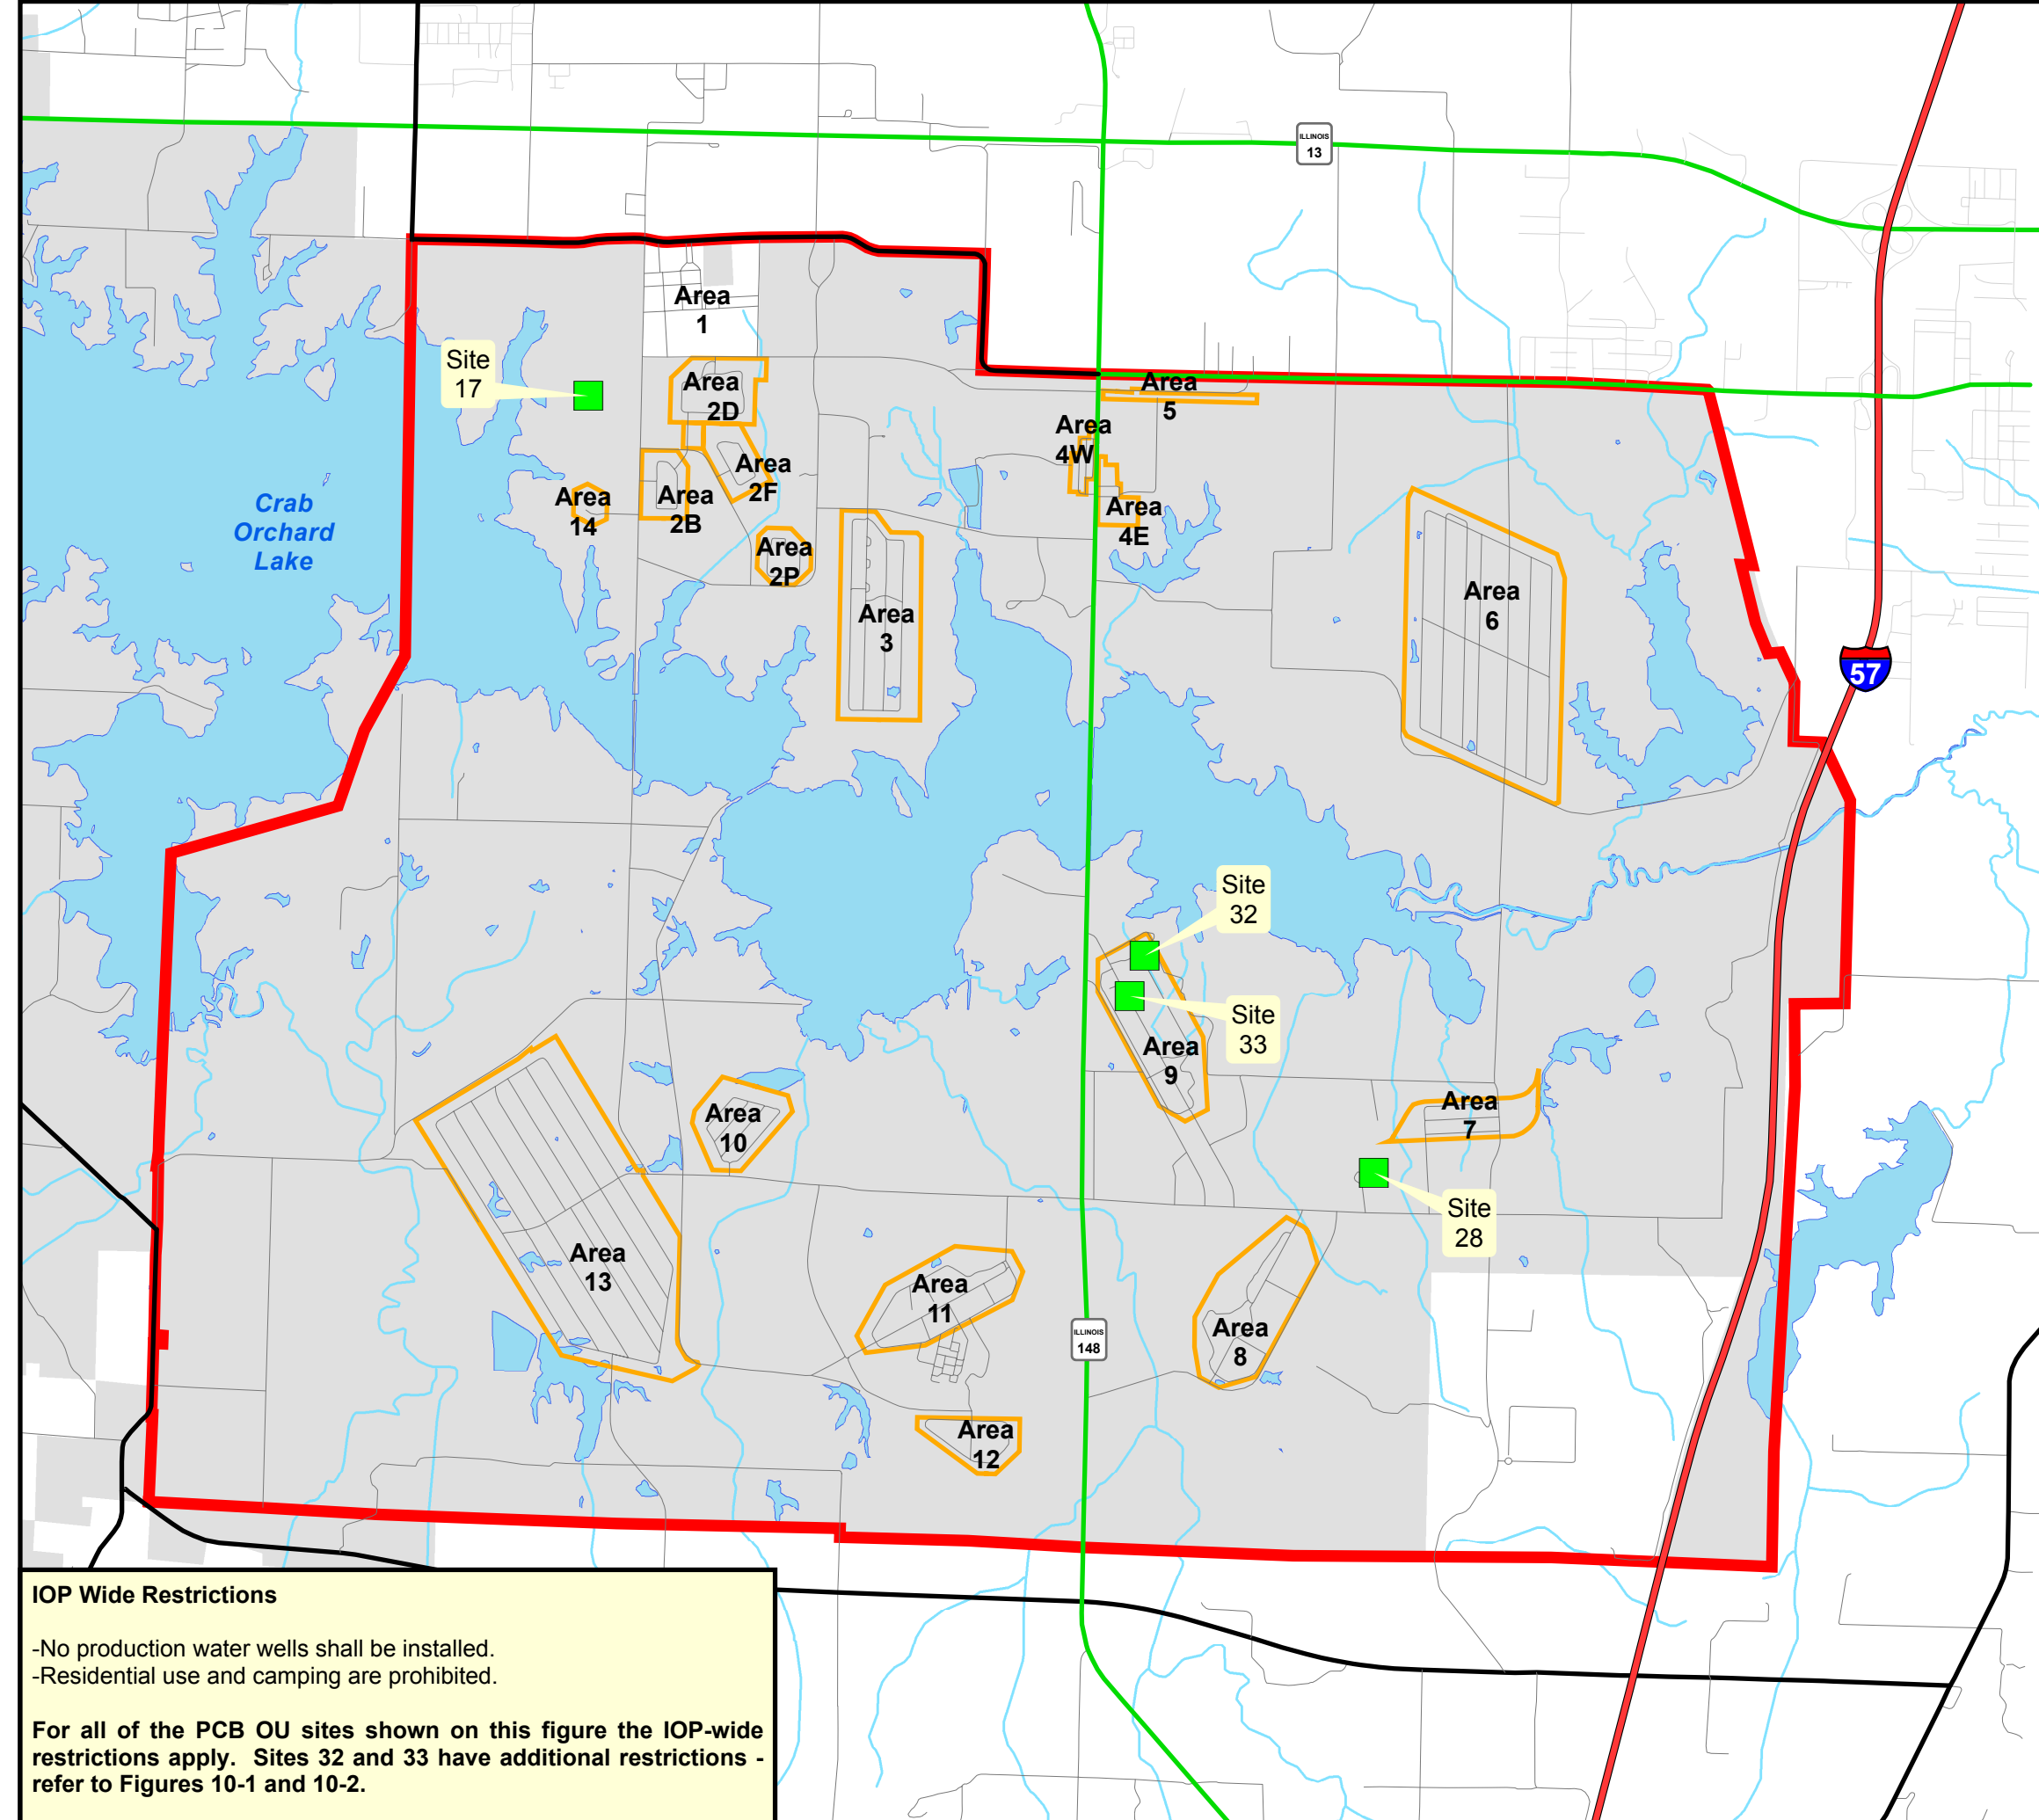 ILLINOIS
13
Area
1
Site
17
Area
2D
Area
5
Area
4W
Area
2F
Area
14
Area
2B
Area
4E
Crab
Orchard
Lake
Area
2P
Area
3
Area
6
57
Site
32
Site
33
Area
9
Area
7
Area
10
Site
28
Area
13
Area
11
Area
8
ILLINOIS
148
Area
12
IOP Wide Restrictions
-No production water wells shall be installed.
-Residential use and camping are prohibited.
For all of the PCB OU sites shown on this figure the IOP-wide
restrictions apply. Sites 32 and 33 have additional restrictions -
refer to Figures 10-1 and 10-2.